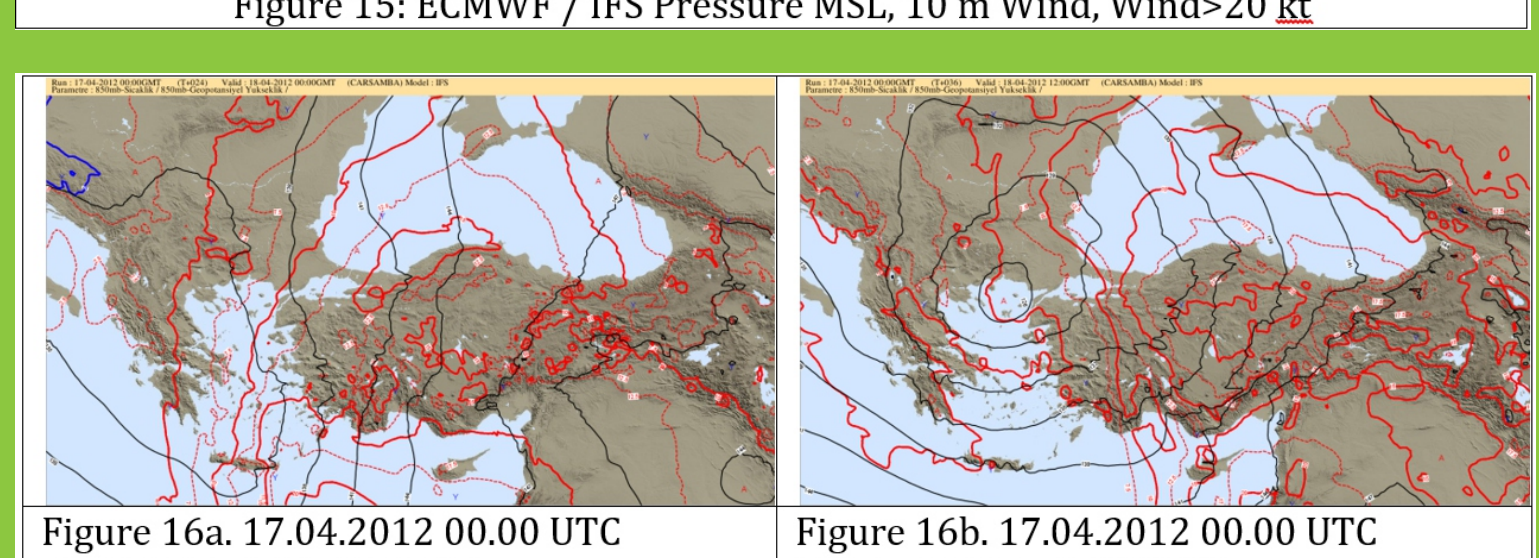 Figure 15: ECMWF / IFS Pressure MSL, 10 m Wind, Wind>20 kt
Run : 17-04-2012 00:00GMT (T+024) Valid : 18-04-2012 00:00GMT (CARSAMBA) Model : IFS
Parametre : 850mb-Sicaklik / 850mb-Geopotansiyel Yukseklik /
Run : 17-04-2012 00:00GMT (T+036) Valid : 18-04-2012 12:00GMT (CARSAMBA) Model : IFS
Parametre : 850mb-Sicaklik / 850mb-Geopotansiyel Yukseklik /
Figure 16a. 17.04.2012 00.00 UTC
Figure 16b. 17.04.2012 00.00 UTC